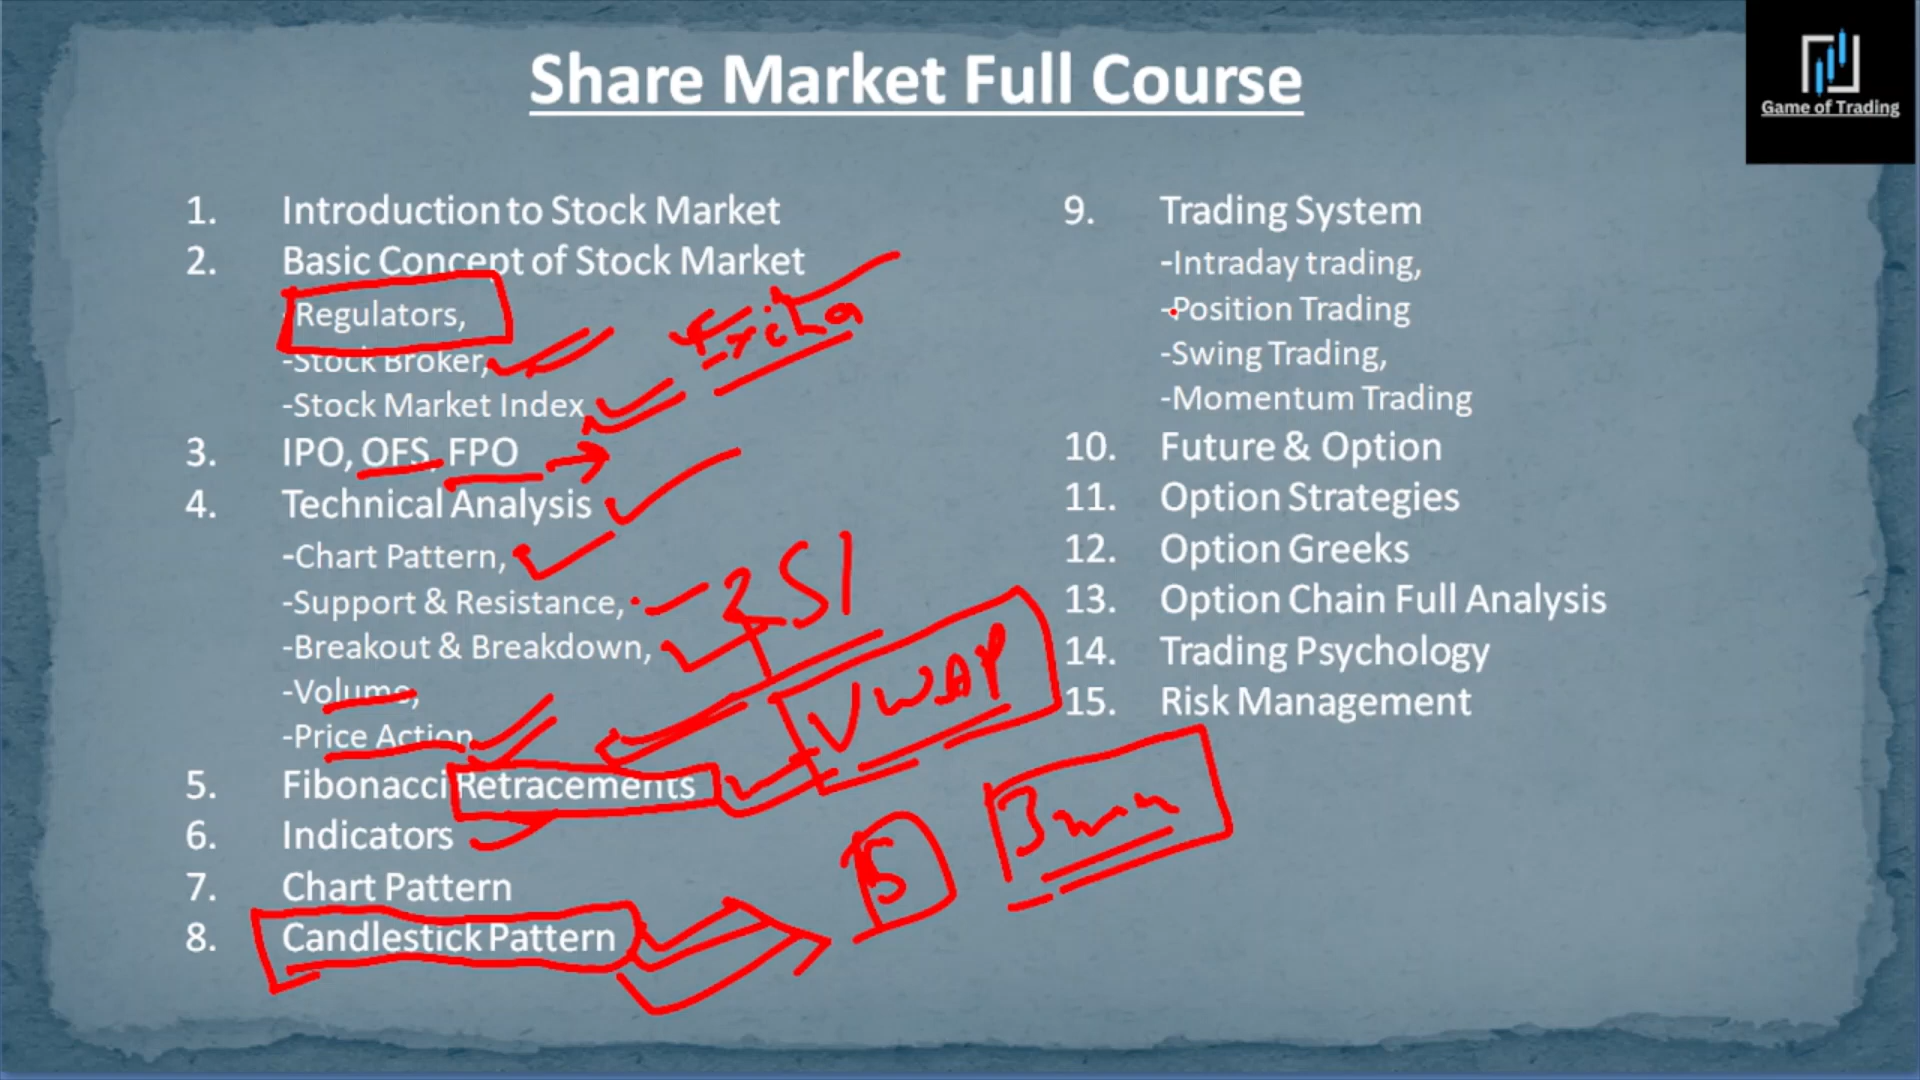 Share Market Full Course
Game of Trading
1. Introduction to Stock Market
2. Basic Concept of Stock Market
-Regulators,
-Stock Broker,
-Stock Market Index
3. IPO, OFS, FPO
4. Technical Analysis
-Chart Pattern,
-Support & Resistance,
-Breakout & Breakdown,
-Volume,
-Price Action
5. Fibonacci Retracements
6. Indicators
7. Chart Pattern
8. Candlestick Pattern
RSI
VWAP
5
3min
9. Trading System
-Intraday trading,
-Position Trading
-Swing Trading,
-Momentum Trading
10. Future & Option
11. Option Strategies
12. Option Greeks
13. Option Chain Full Analysis
14. Trading Psychology
15. Risk Management